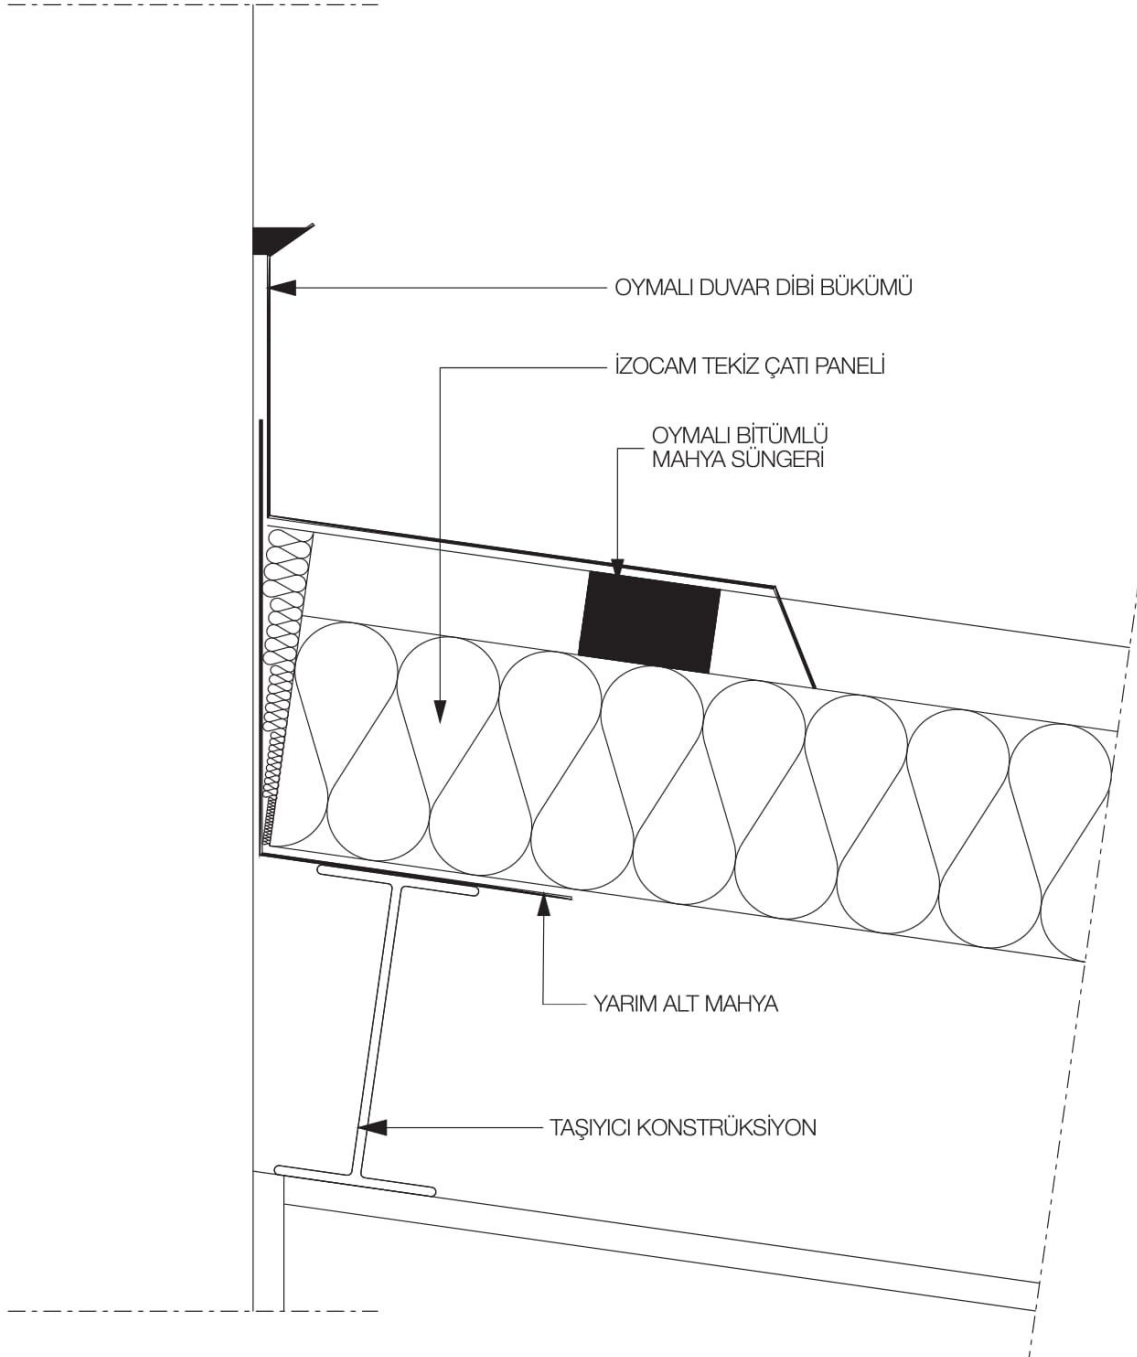 OYMALI DUVAR DİBİ BÜKÜMÜ
İZOCAM TEKİZ ÇATI PANELİ
OYMALI BİTÜMLÜ
MAHYA SÜNGERİ
YARIM ALT MAHYA
TAŞIYICI KONSTRÜKSİYON